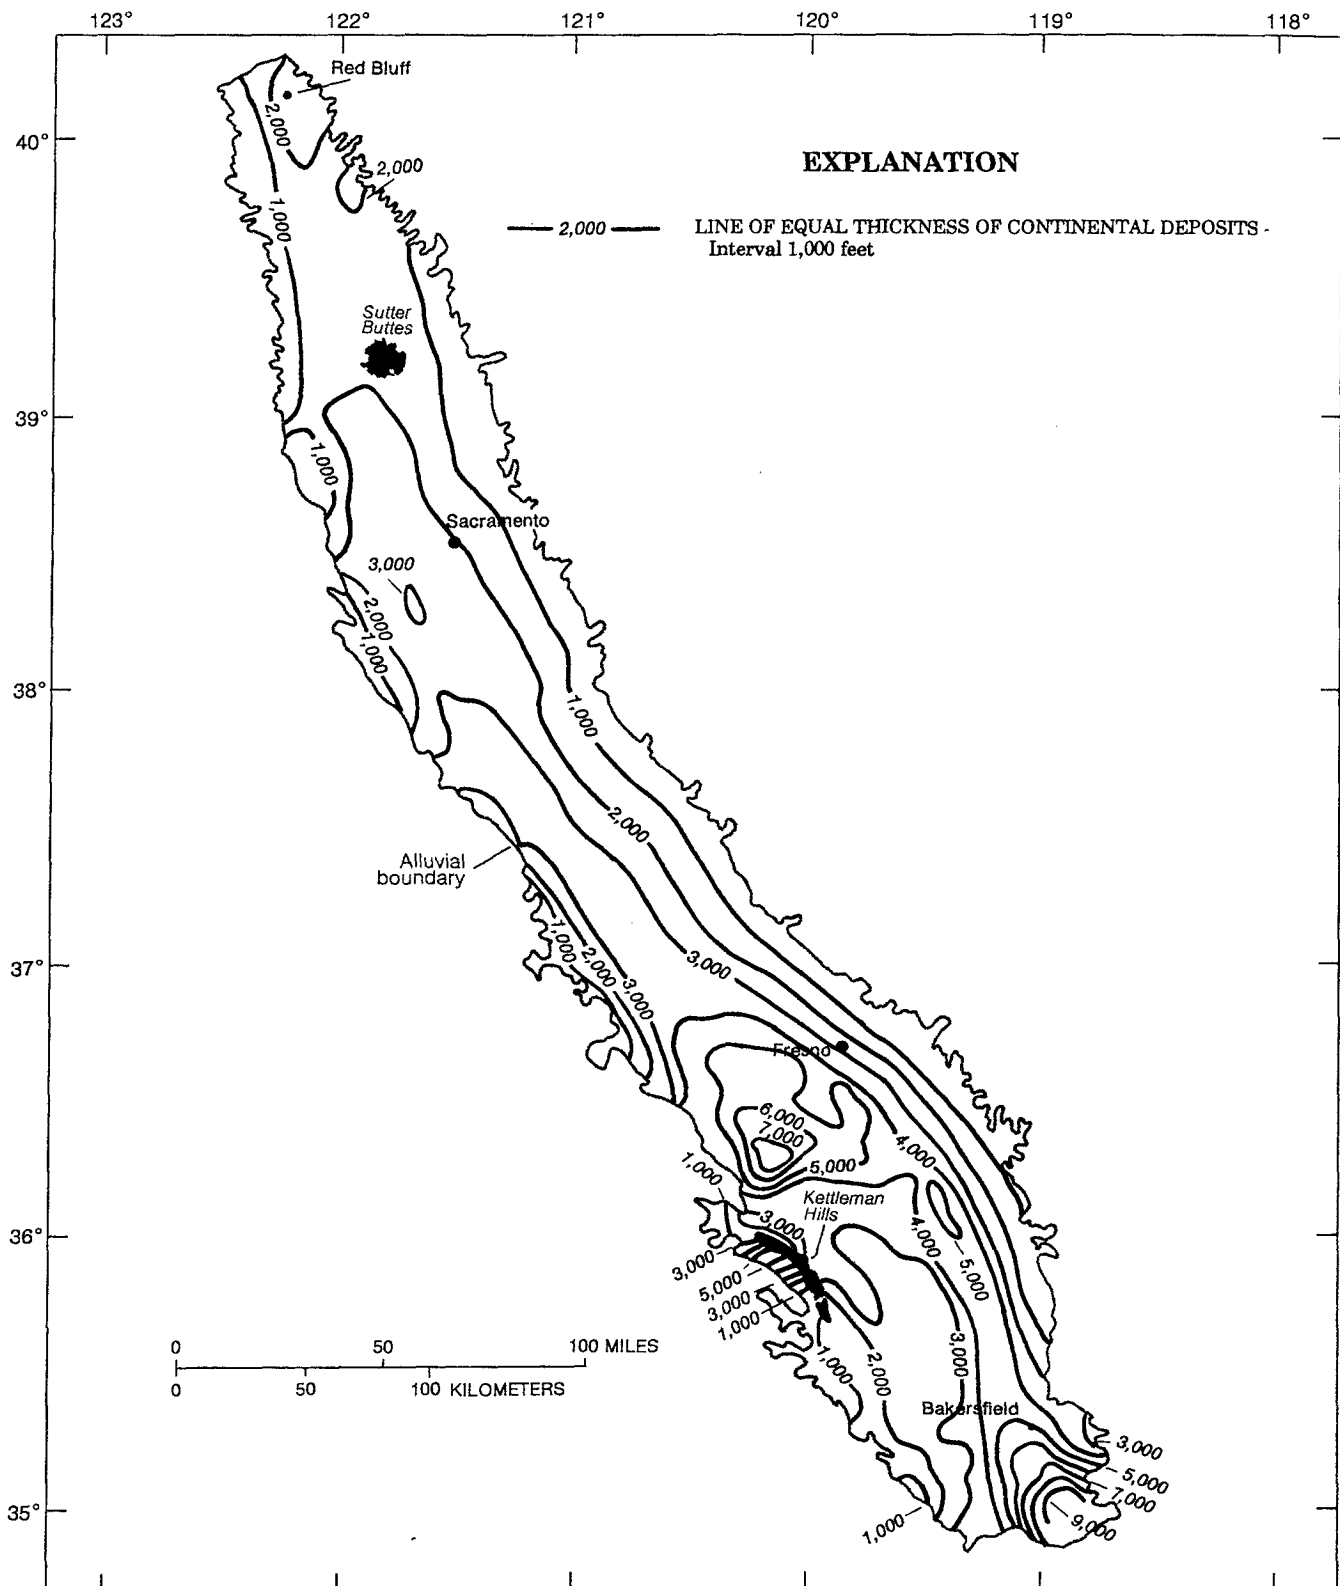 123° 122° 121° 120° 119° 118°
Red Bluff
2,000
40°
EXPLANATION
2,000
1,000
2,000 LINE OF EQUAL THICKNESS OF CONTINENTAL DEPOSITS -
Interval 1,000 feet
Sutter
Buttes
39°
1,000
Sacramento
3,000
2,000
1,000
38°
1,000
2,000
Alluvial
boundary
1,000
2,000
3,000
3,000
37°
Fresno
6,000
7,000
5,000
4,000
1,000
Kettleman
Hills
3,000
4,000
36°
3,000
5,000
3,000
1,000
5,000
0 50 100 MILES
0 50 100 KILOMETERS
1,000
2,000
3,000
Bakersfield
3,000
5,000
7,000
9,000
1,000
35°